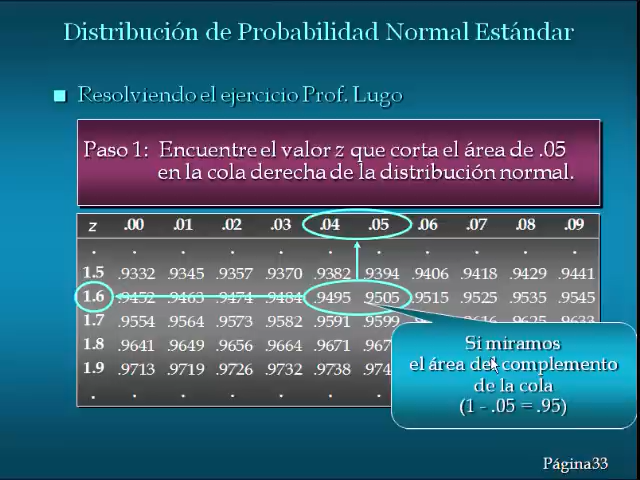 Distribución de Probabilidad Normal Estándar
■ Resolviendo el ejercicio Prof. Lugo
Paso 1: Encuentre el valor z que corta el área de .05
en la cola derecha de la distribución normal.
z .00 .01 .02 .03 .04 .05 .06 .07 .08 .09
. . . . . . . . . . .
1.5 .9332 .9345 .9357 .9370 .9382 .9394 .9406 .9418 .9429 .9441
1.6 .9452 .9463 .9474 .9484 .9495 .9505 .9515 .9525 .9535 .9545
1.7 .9554 .9564 .9573 .9582 .9591 .9599
1.8 .9641 .9649 .9656 .9664 .9671
1.9 .9713 .9719 .9726 .9732 .9738
. . . . . .
Si miramos
el área del complemento
de la cola
(1 - .05 = .95)
Página33